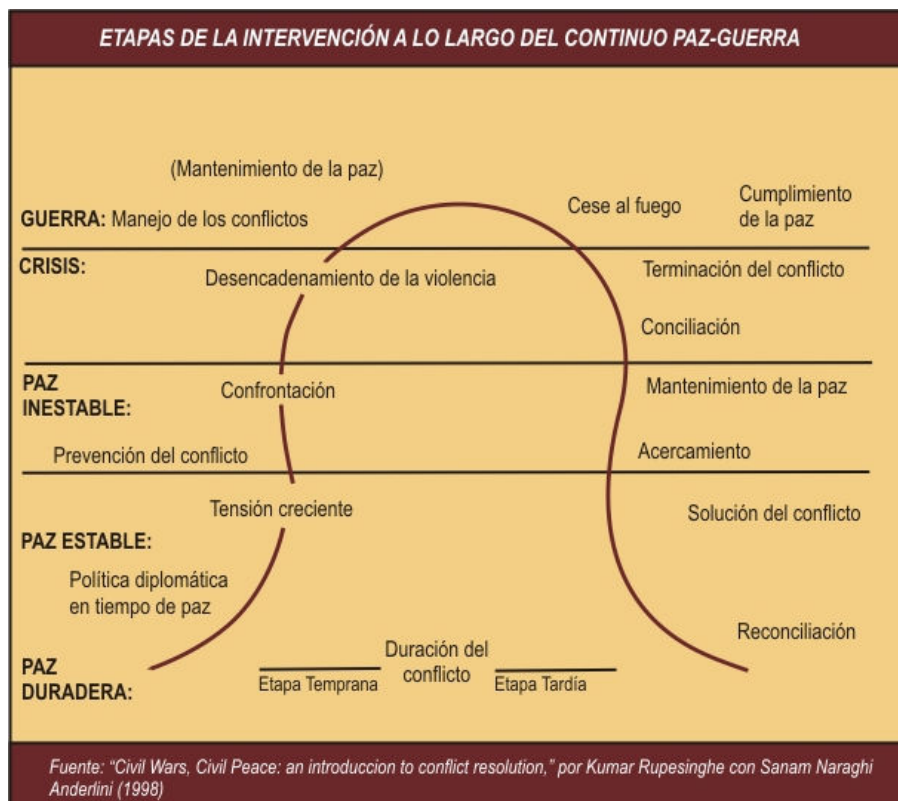 ETAPAS DE LA INTERVENCIÓN A LO LARGO DEL CONTINUO PAZ-GUERRA
(Mantenimiento de la paz)
GUERRA: Manejo de los conflictos
Cese al fuego
Cumplimiento
de la paz
CRISIS:
Desencadenamiento de la violencia
Terminación del conflicto
Conciliación
PAZ
INESTABLE:
Confrontación
Mantenimiento de la paz
Prevención del conflicto
Acercamiento
Tensión creciente
Solución del conflicto
PAZ ESTABLE:
Política diplomática
en tiempo de paz
Reconciliación
PAZ
DURADERA:
Etapa Temprana
Duración del
conflicto
Etapa Tardía
Fuente: “Civil Wars, Civil Peace: an introduccion to conflict resolution,” por Kumar Rupesinghe con Sanam Naraghi
Anderlini (1998)